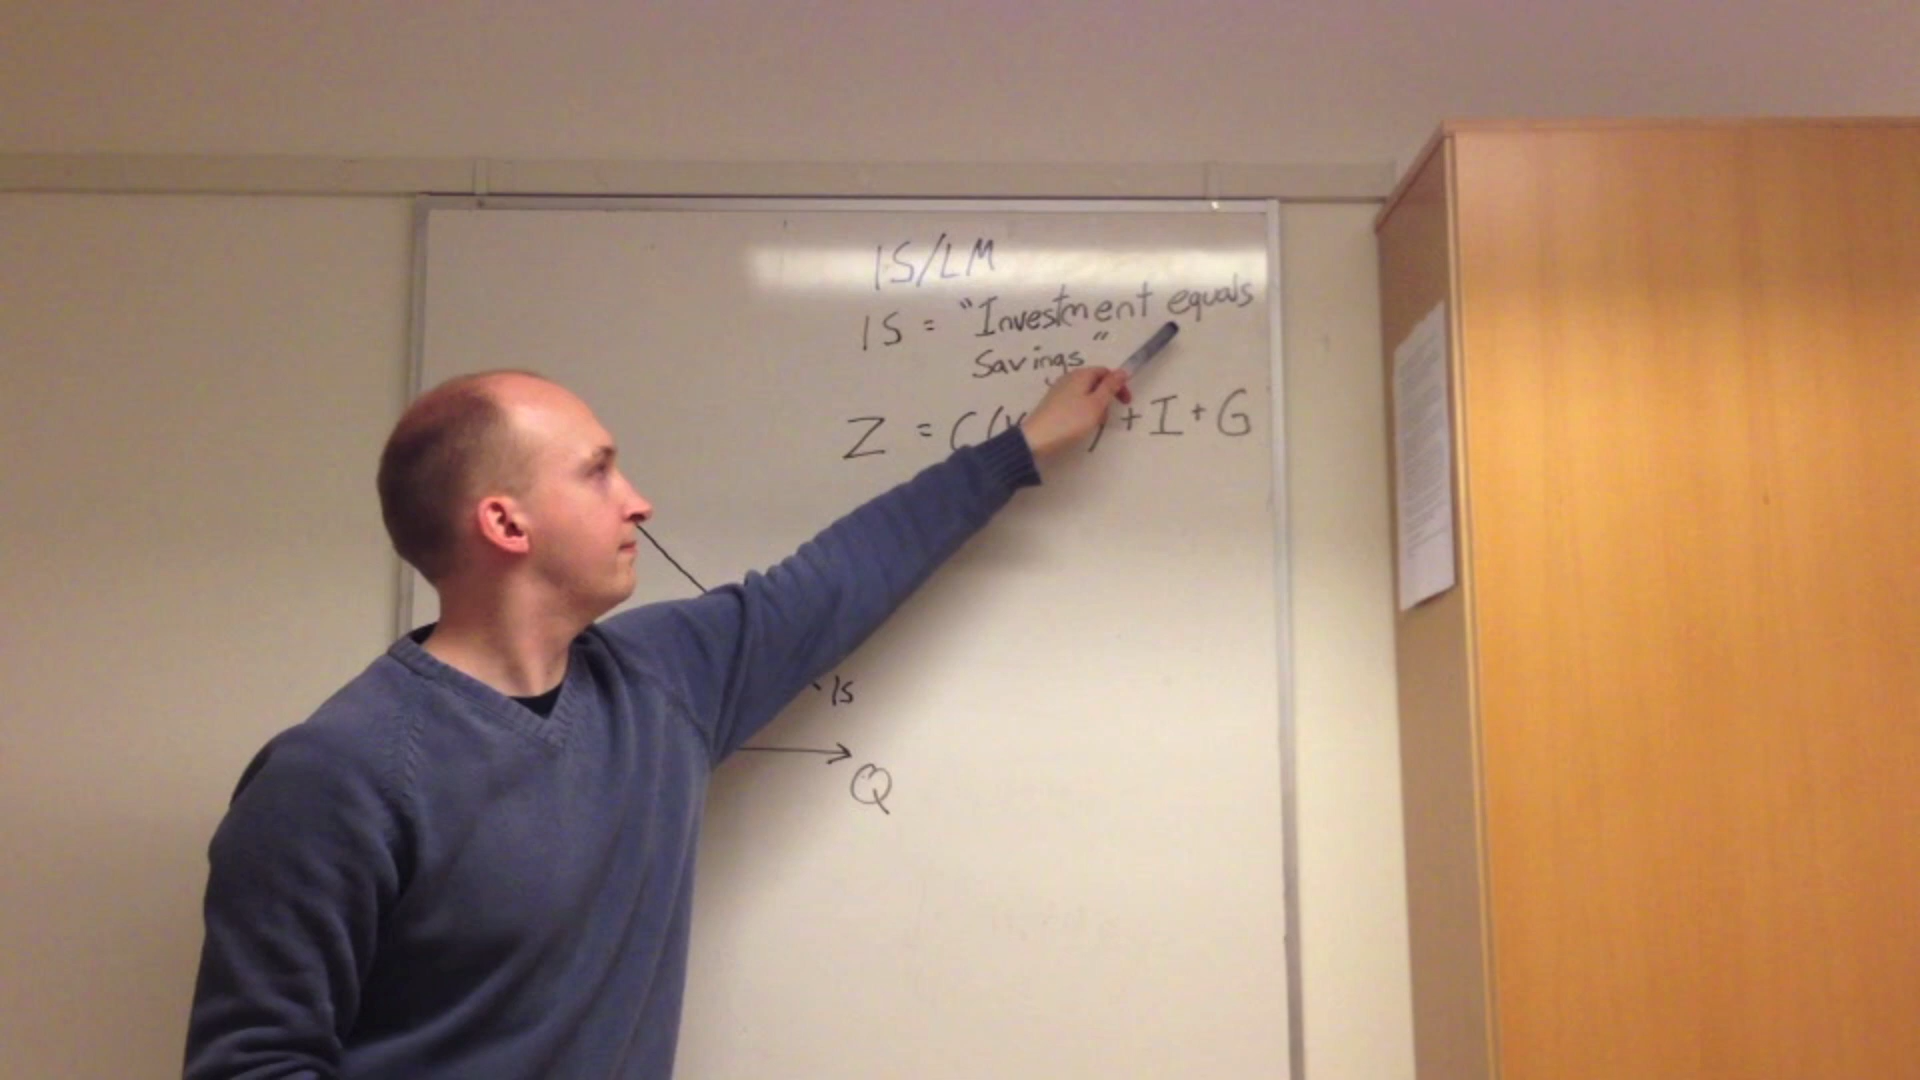 IS/LM
IS = "Investment equals
Savings"
Z = C( ) + I + G
IS
Q